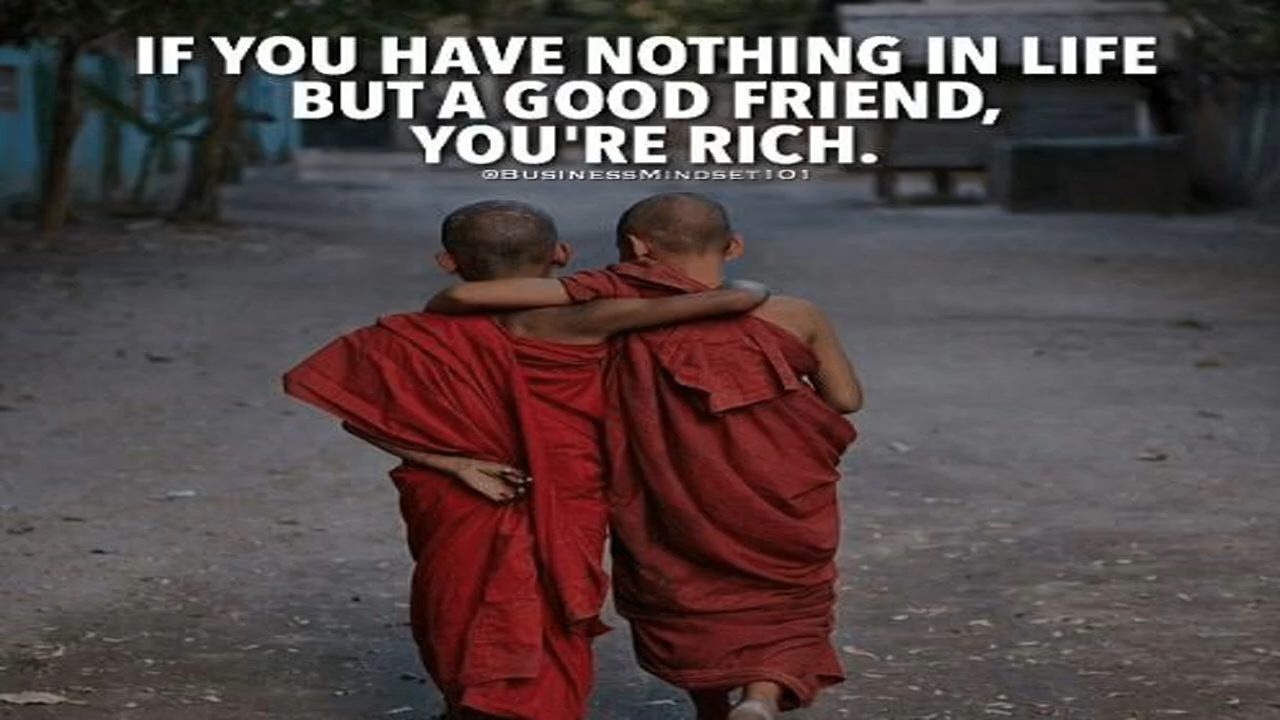 IF YOU HAVE NOTHING IN LIFE
BUT A GOOD FRIEND,
YOU'RE RICH.
@BUSINESSMINDSET101